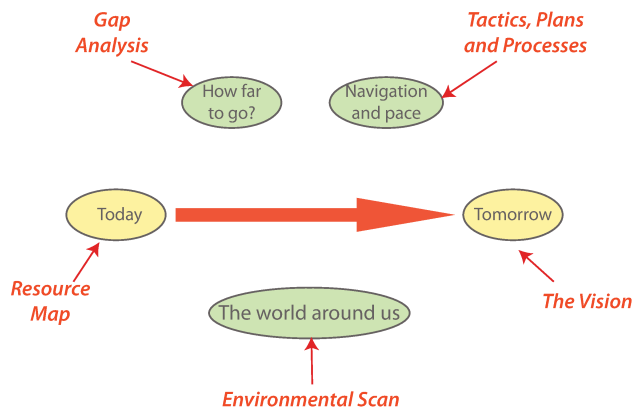 Gap
Analysis
Tactics, Plans
and Processes
How far
to go?
Navigation
and pace
Today
Tomorrow
Resource
Map
The Vision
The world around us
Environmental Scan